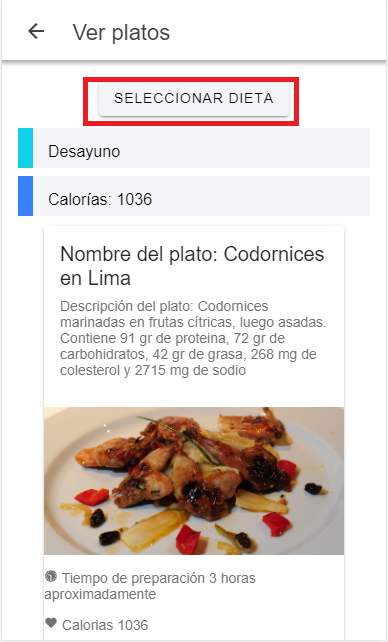 Ver platos
SELECCIONAR DIETA
Desayuno
Calorías: 1036
Nombre del plato: Codornices
en Lima
Descripción del plato: Codornices
marinadas en frutas cítricas, luego asadas.
Contiene 91 gr de proteina, 72 gr de
carbohidratos, 42 gr de grasa, 268 mg de
colesterol y 2715 mg de sodio
Tiempo de preparación 3 horas
aproximadamente
Calorias 1036